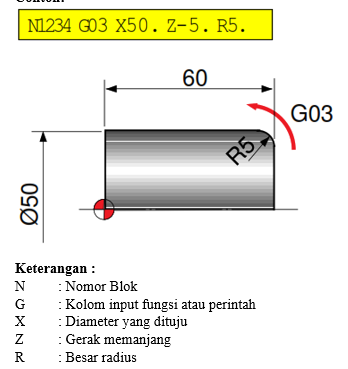 N1234 G03 X50. Z-5. R5.
60
G03
R5
Ø50
Keterangan :
N : Nomor Blok
G : Kolom input fungsi atau perintah
X : Diameter yang dituju
Z : Gerak memanjang
R : Besar radius